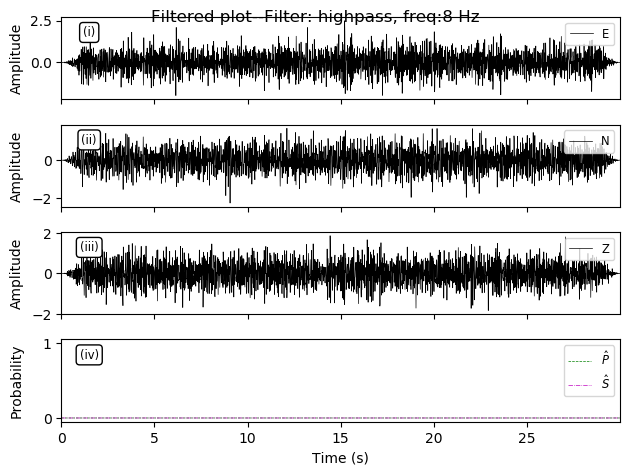 Filtered plot--Filter: highpass, freq:8 Hz
2.5
0.0
Amplitude
(i)
E
0
−2
Amplitude
(ii)
N
2
0
−2
Amplitude
(iii)
Z
1
0
Probability
(iv)
P̂
Ŝ
0 5 10 15 20 25
Time (s)